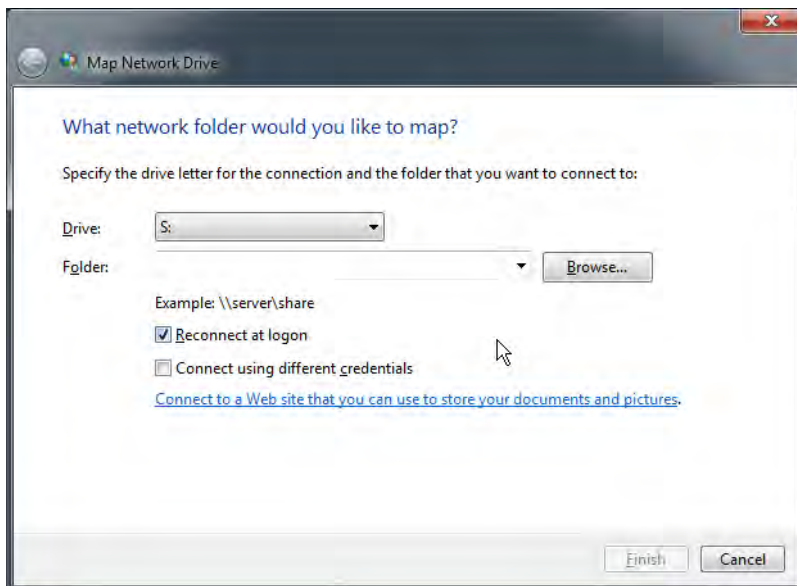 Map Network Drive
What network folder would you like to map?
Specify the drive letter for the connection and the folder that you want to connect to:
Drive: S:
Folder: Browse...
Example: \\server\share
Reconnect at logon
Connect using different credentials
Connect to a Web site that you can use to store your documents and pictures.
Finish Cancel